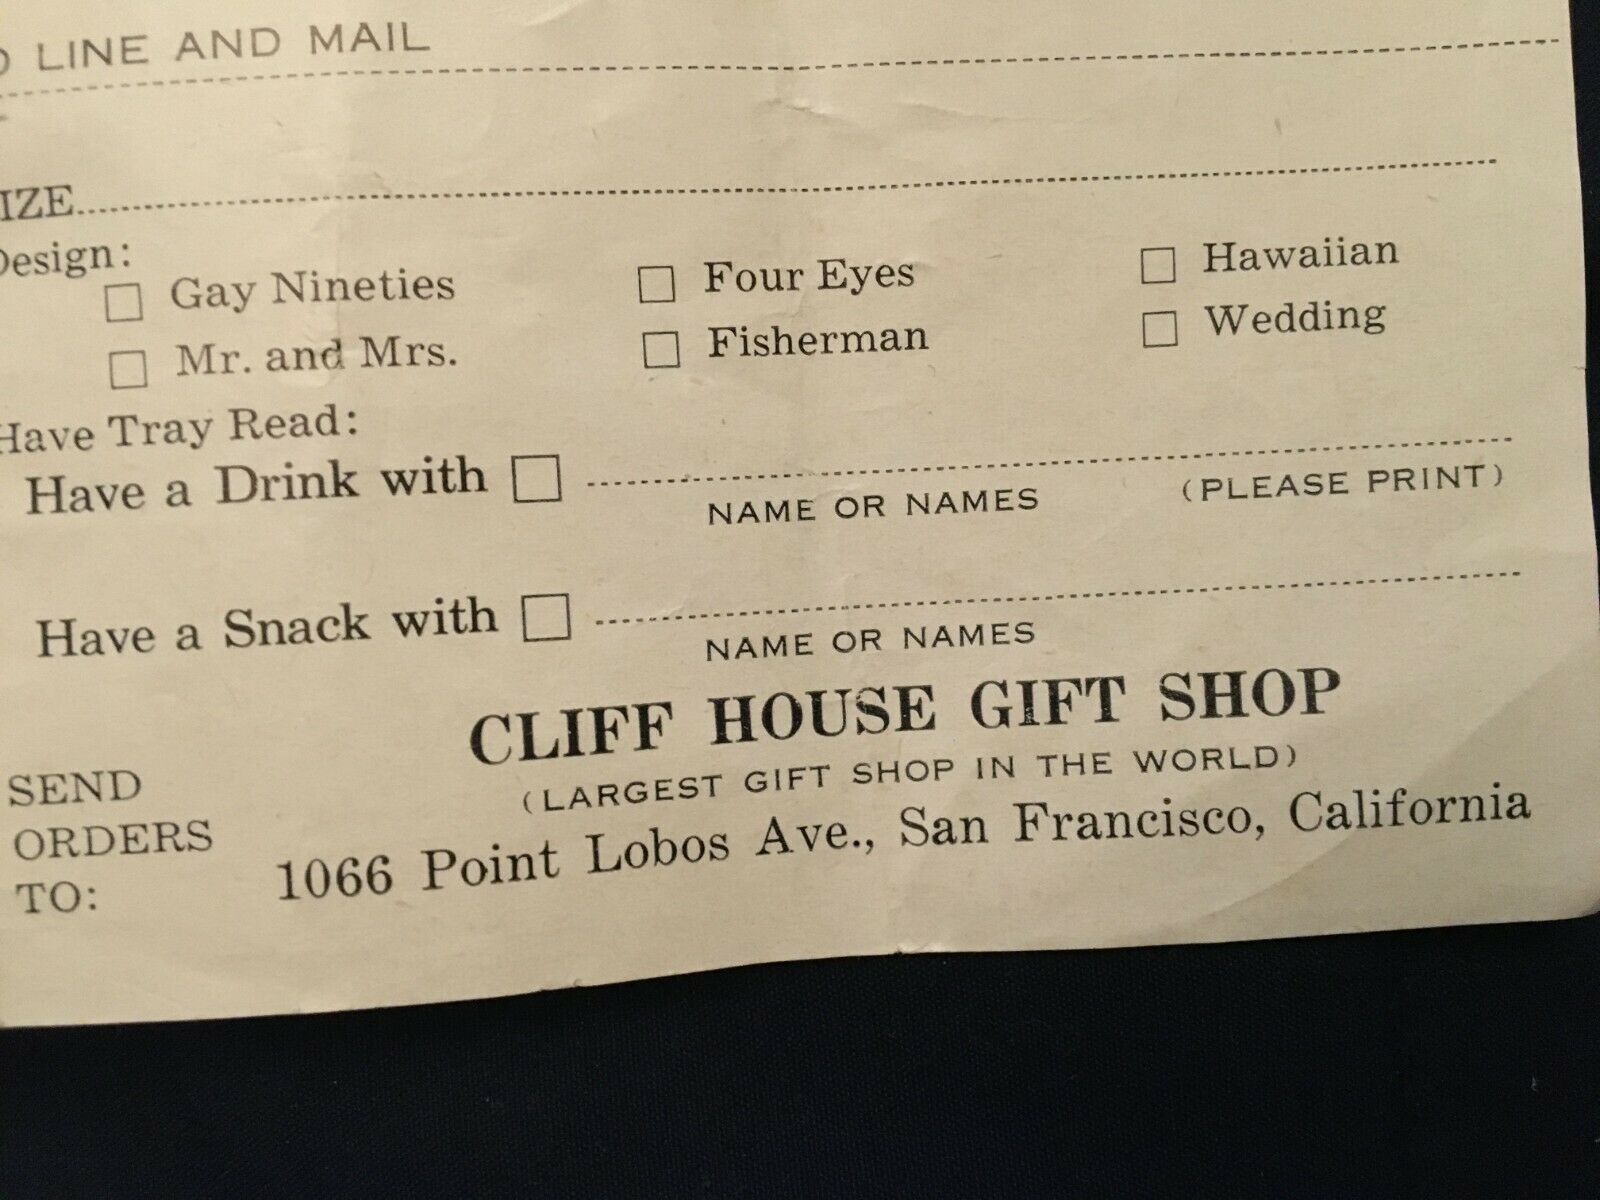 LINE AND MAIL
IZE
Design:
Gay Nineties Four Eyes Hawaiian
Mr. and Mrs. Fisherman Wedding
Have Tray Read:
Have a Drink with
NAME OR NAMES (PLEASE PRINT)
Have a Snack with
NAME OR NAMES
CLIFF HOUSE GIFT SHOP
(LARGEST GIFT SHOP IN THE WORLD)
SEND
ORDERS
TO:
1066 Point Lobos Ave., San Francisco, California